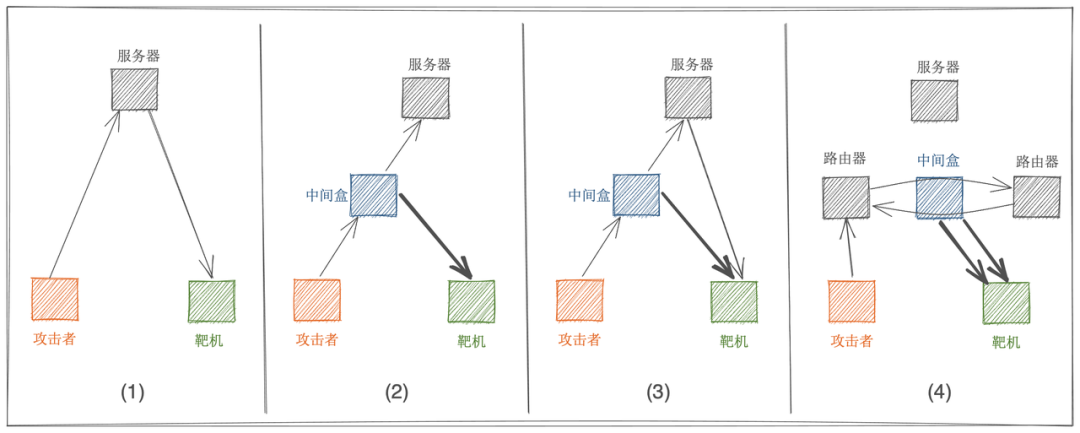 服务器
攻击者
靶机
(1)
服务器
中间盒
攻击者
靶机
(2)
服务器
中间盒
攻击者
靶机
(3)
服务器
路由器
中间盒
路由器
攻击者
靶机
(4)